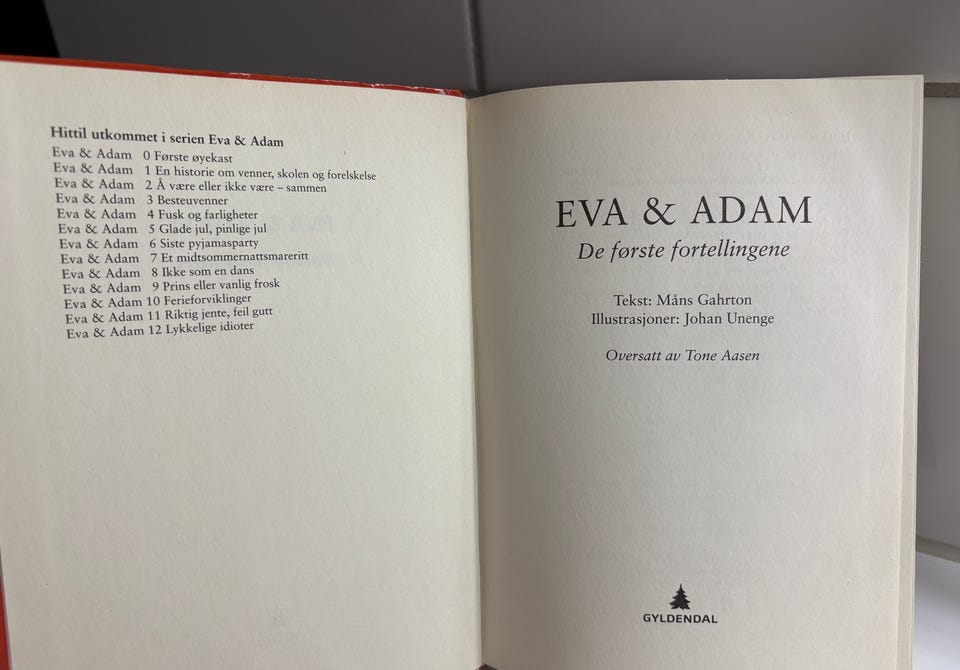 Hittil utkommet i serien Eva & Adam
Eva & Adam 0 Første øyekast
Eva & Adam 1 En historie om venner, skolen og forelskelse
Eva & Adam 2 Å være eller ikke være – sammen
Eva & Adam 3 Besteuvenner
Eva & Adam 4 Fusk og farligheter
Eva & Adam 5 Glade jul, pinlige jul
Eva & Adam 6 Siste pyjamasparty
Eva & Adam 7 Et midtsommernattsmareritt
Eva & Adam 8 Ikke som en dans
Eva & Adam 9 Prins eller vanlig frosk
Eva & Adam 10 Ferieforviklinger
Eva & Adam 11 Riktig jente, feil gutt
Eva & Adam 12 Lykkelige idioter
EVA & ADAM
De første fortellingene
Tekst: Måns Gahrton
Illustrasjoner: Johan Unenge
Oversatt av Tone Aasen
GYLDENDAL